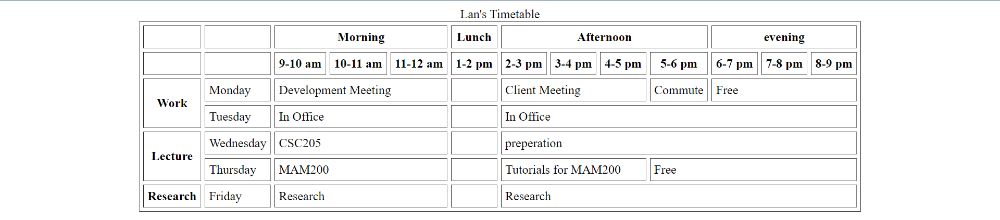 Lan's Timetable
Morning Lunch Afternoon evening
9-10 am 10-11 am 11-12 am 1-2 pm 2-3 pm 3-4 pm 4-5 pm 5-6 pm 6-7 pm 7-8 pm 8-9 pm
Work Monday Development Meeting Client Meeting Commute Free
Tuesday In Office In Office
Lecture Wednesday CSC205 preperation
Thursday MAM200 Tutorials for MAM200 Free
Research Friday Research Research